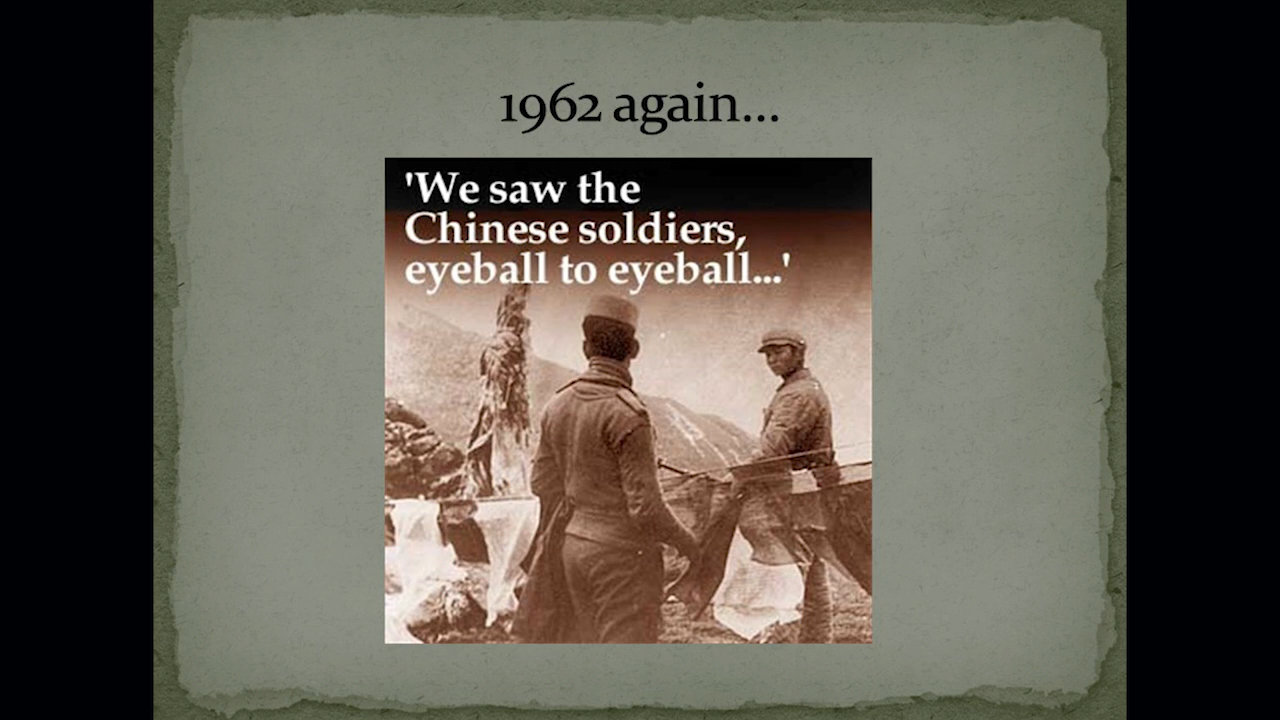 1962 again...
'We saw the
Chinese soldiers,
eyeball to eyeball...'